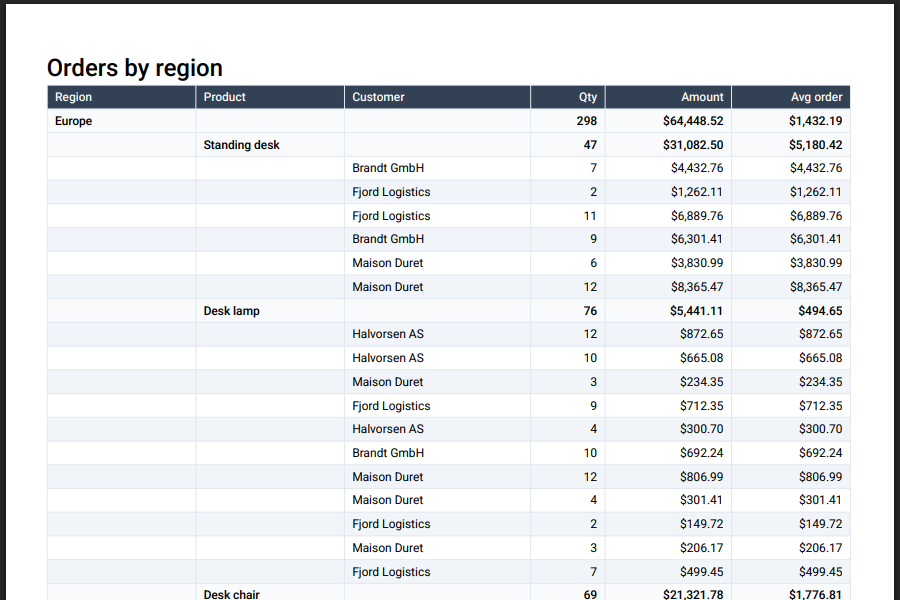 Orders by region
Region Product Customer Qty Amount Avg order
Europe 298 $64,448.52 $1,432.19
Standing desk 47 $31,082.50 $5,180.42
Brandt GmbH 7 $4,432.76 $4,432.76
Fjord Logistics 2 $1,262.11 $1,262.11
Fjord Logistics 11 $6,889.76 $6,889.76
Brandt GmbH 9 $6,301.41 $6,301.41
Maison Duret 6 $3,830.99 $3,830.99
Maison Duret 12 $8,365.47 $8,365.47
Desk lamp 76 $5,441.11 $494.65
Halvorsen AS 12 $872.65 $872.65
Halvorsen AS 10 $665.08 $665.08
Maison Duret 3 $234.35 $234.35
Fjord Logistics 9 $712.35 $712.35
Halvorsen AS 4 $300.70 $300.70
Brandt GmbH 10 $692.24 $692.24
Maison Duret 12 $806.99 $806.99
Maison Duret 4 $301.41 $301.41
Fjord Logistics 2 $149.72 $149.72
Maison Duret 3 $206.17 $206.17
Fjord Logistics 7 $499.45 $499.45
Desk chair 69 $21,321.78 $1,776.81